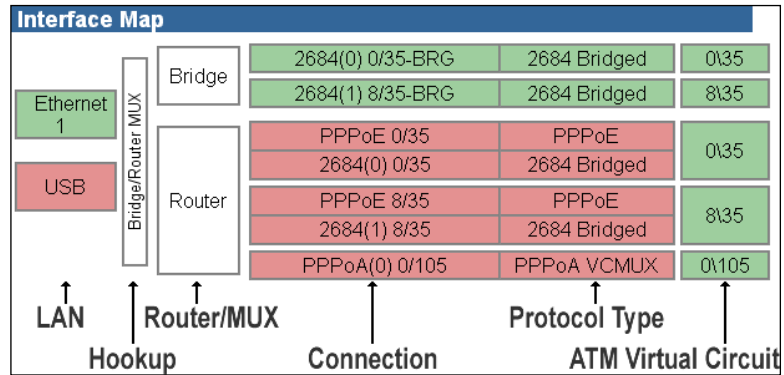 Interface Map
Bridge
2684(0) 0/35-BRG
2684 Bridged
0\35
2684(1) 8/35-BRG
2684 Bridged
8\35
Ethernet
1
USB
Bridge/Router MUX
Router
PPPoE 0/35
PPPoE
2684(0) 0/35
2684 Bridged
0\35
PPPoE 8/35
PPPoE
2684(1) 8/35
2684 Bridged
8\35
PPPoA(0) 0/105
PPPoA VCMUX
0\105
LAN
Router/MUX
Protocol Type
Hookup
Connection
ATM Virtual Circuit